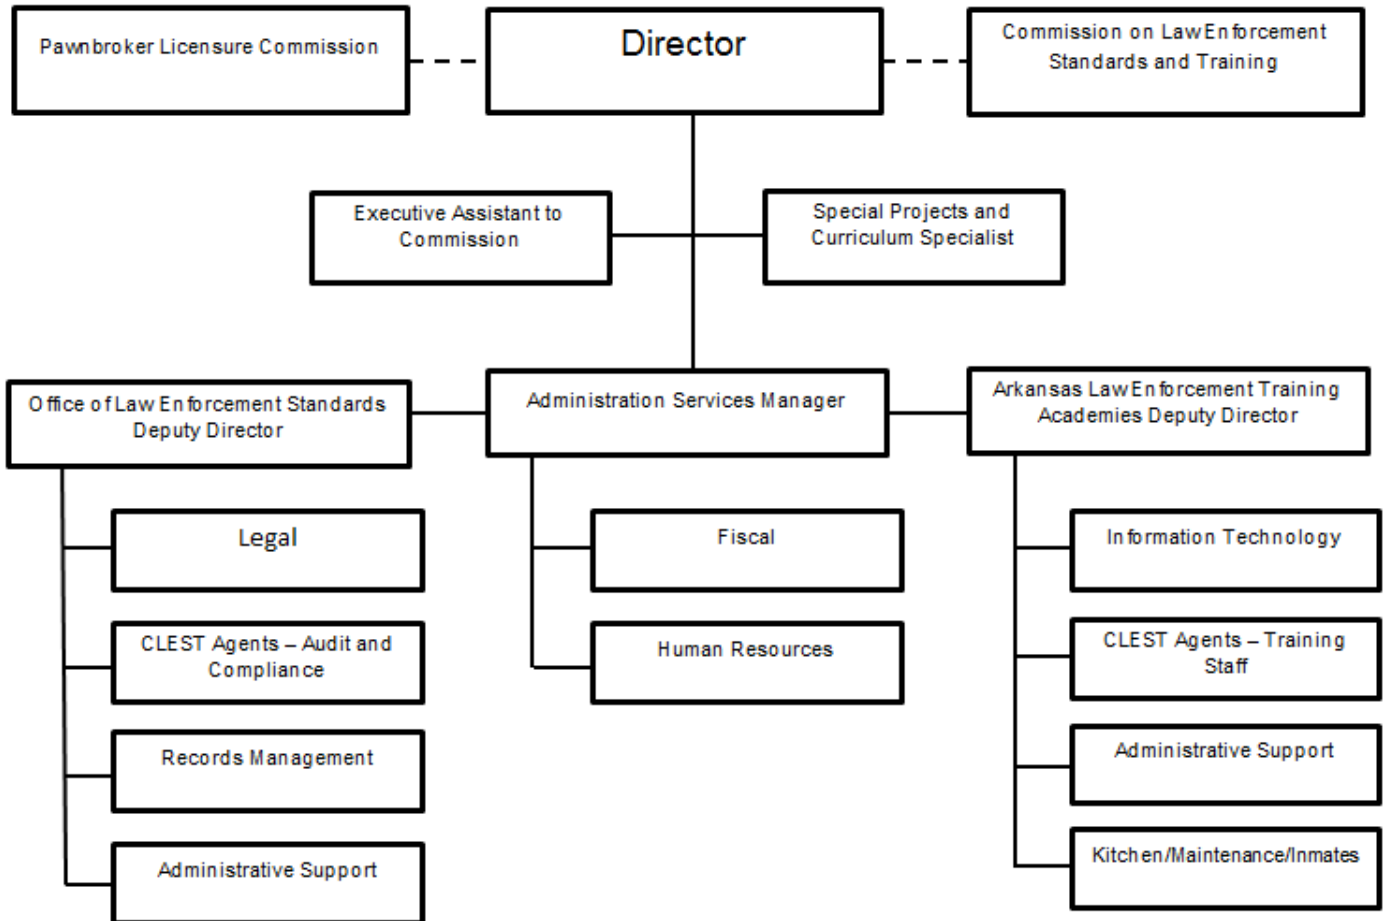 Pawnbroker Licensure Commission
Director
Commission on Law Enforcement
Standards and Training
Executive Assistant to
Commission
Special Projects and
Curriculum Specialist
Office of Law Enforcement Standards
Deputy Director
Administration Services Manager
Arkansas Law Enforcement Training
Academies Deputy Director
Legal
CLEST Agents – Audit and
Compliance
Records Management
Administrative Support
Fiscal
Human Resources
Information Technology
CLEST Agents – Training
Staff
Administrative Support
Kitchen/Maintenance/Inmates